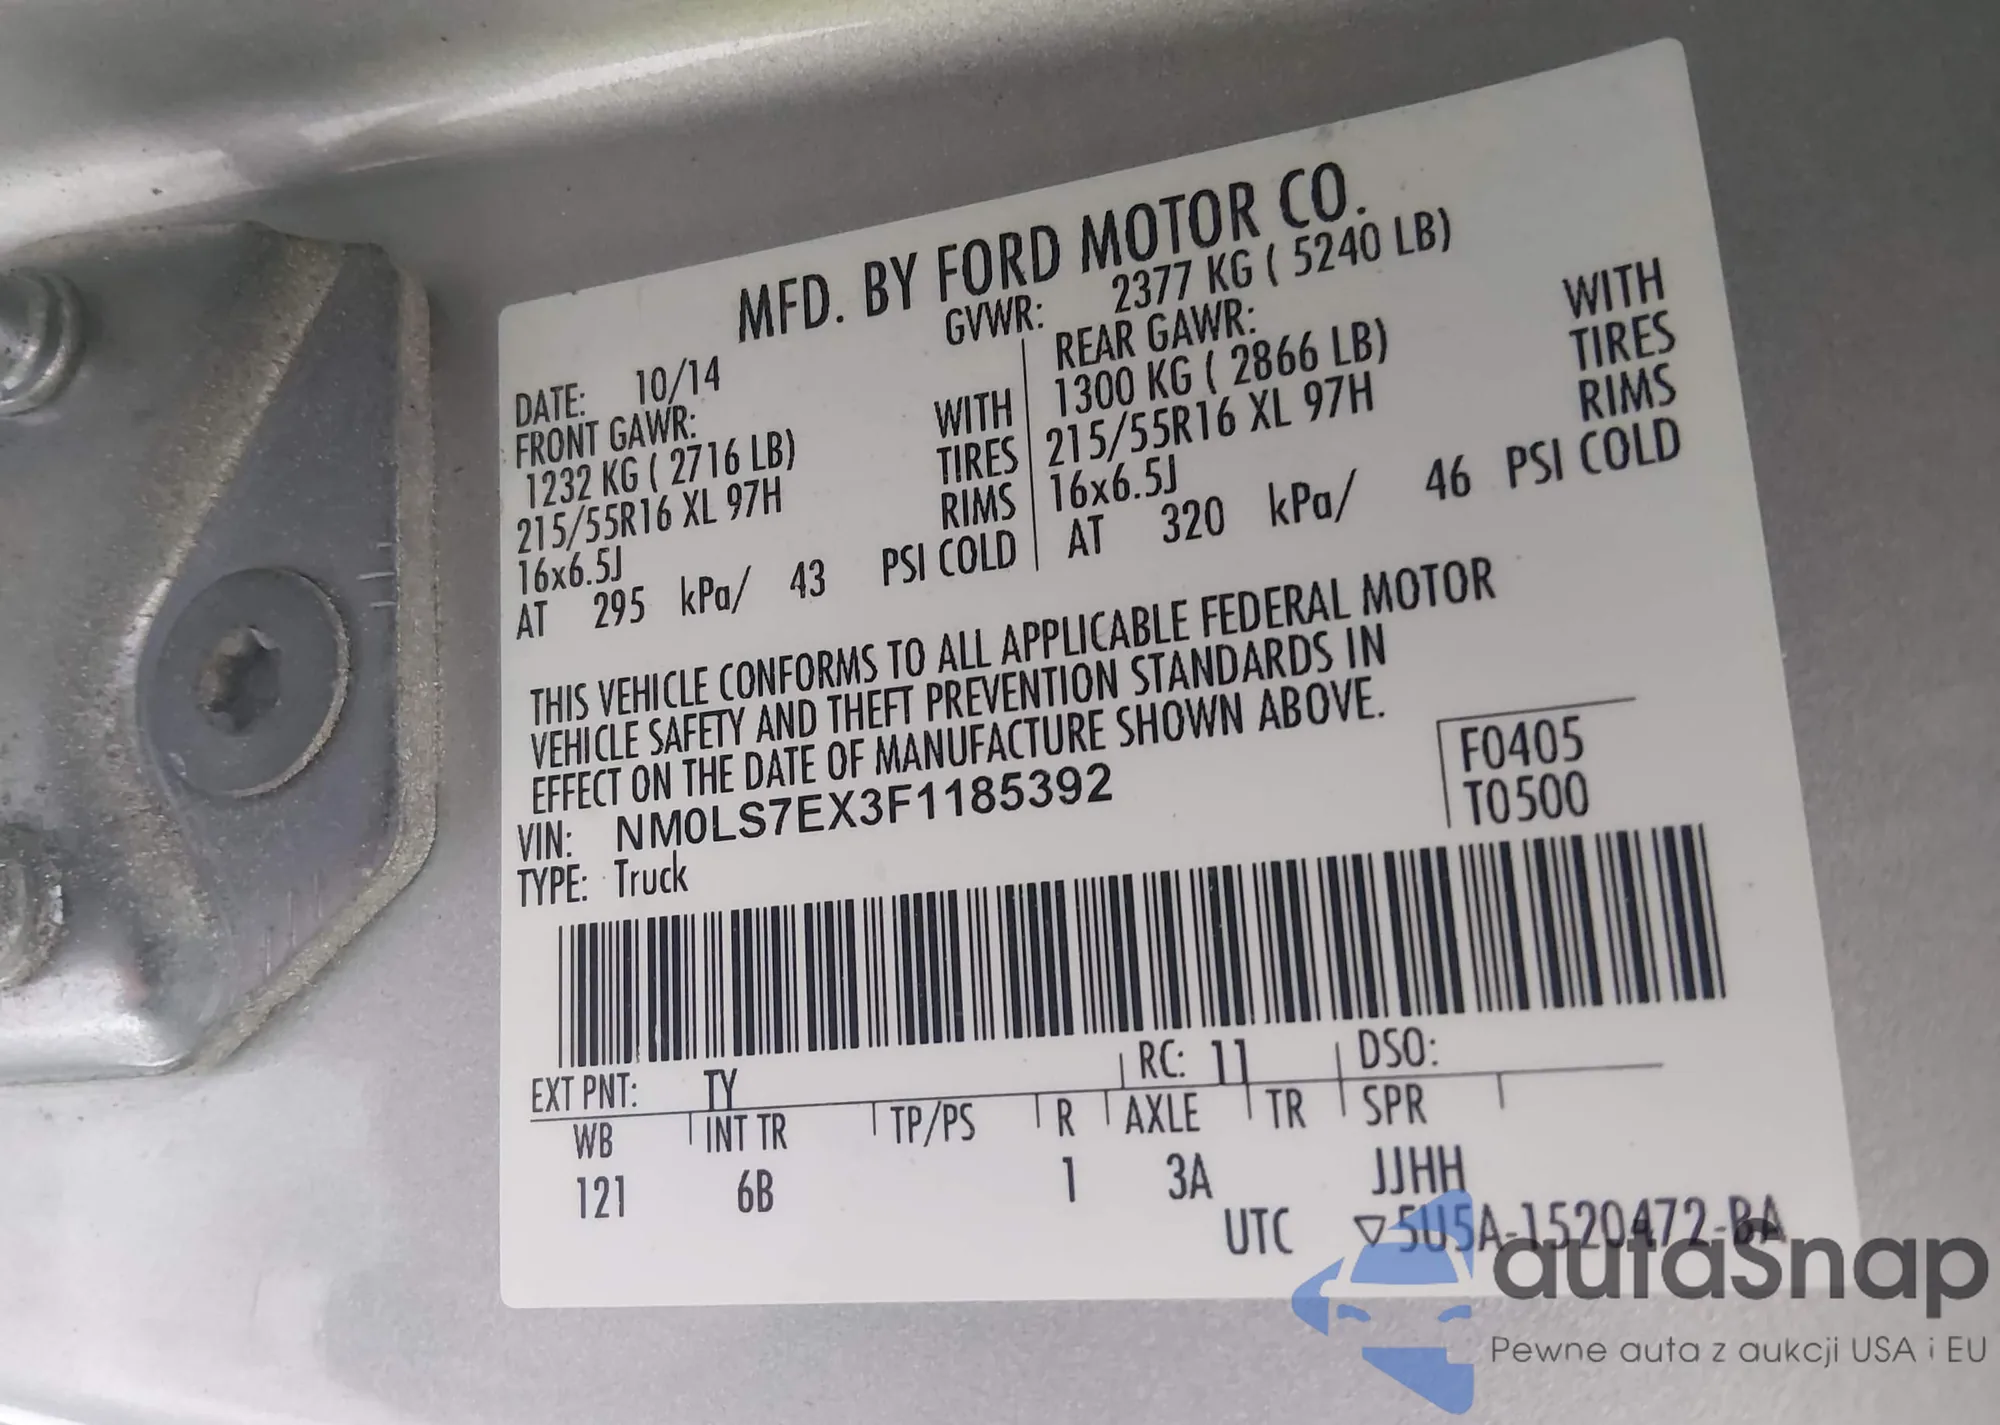 MFD. BY FORD MOTOR CO.
GVWR: 2377 KG ( 5240 LB)
DATE: 10/14
FRONT GAWR:
1232 KG ( 2716 LB) WITH
215/55R16 XL 97H TIRES
16x6.5J RIMS
AT 295 kPa/ 43 PSI COLD
REAR GAWR:
1300 KG ( 2866 LB) WITH
215/55R16 XL 97H TIRES
16x6.5J RIMS
AT 320 kPa/ 46 PSI COLD
THIS VEHICLE CONFORMS TO ALL APPLICABLE FEDERAL MOTOR
VEHICLE SAFETY AND THEFT PREVENTION STANDARDS IN
EFFECT ON THE DATE OF MANUFACTURE SHOWN ABOVE.
F0405
T0500
VIN: NM0LS7EX3F1185392
TYPE: Truck
EXT PNT: TY RC: 11 DSO:
WB INT TR TP/PS R AXLE TR SPR
121 6B 1 3A JJHH
UTC ▽5U5A-1520472-BA
autaSnap
Pewne auta z aukcji USA i EU